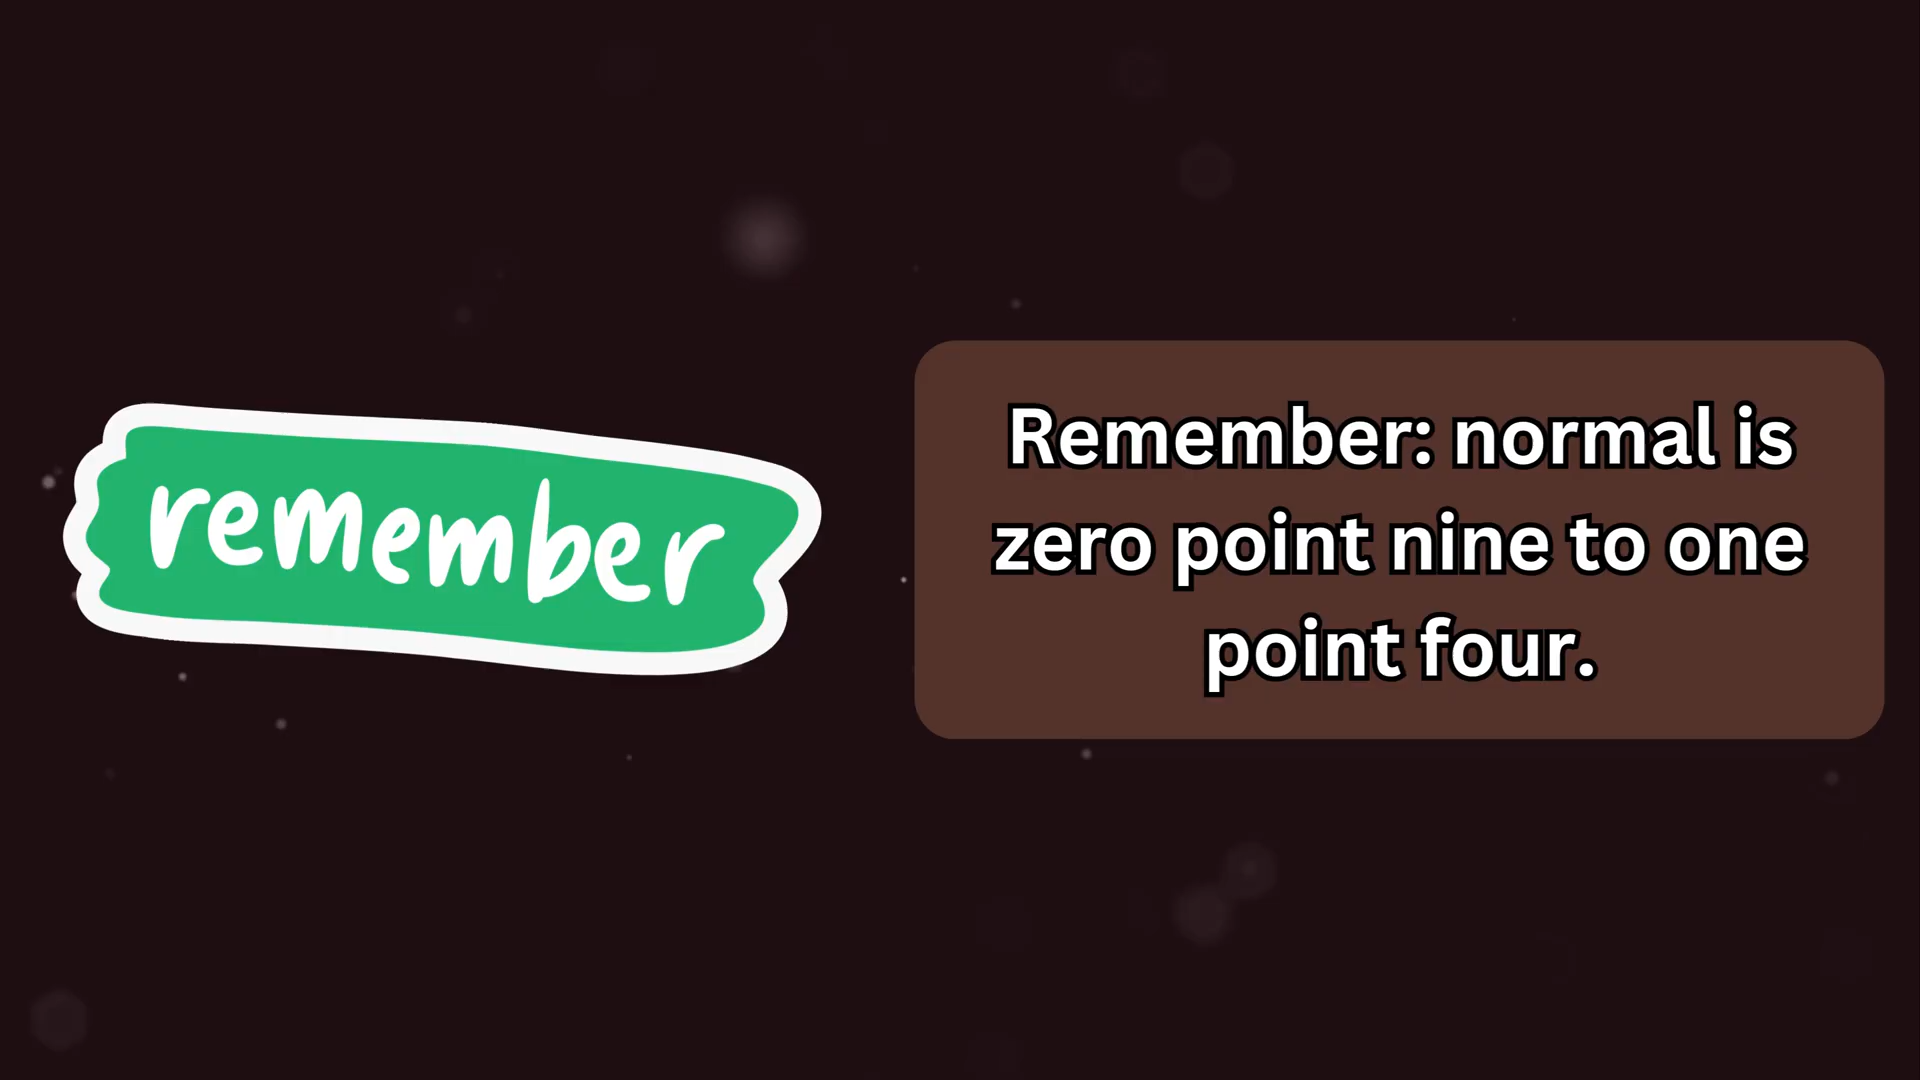 remember
Remember: normal is
zero point nine to one
point four.